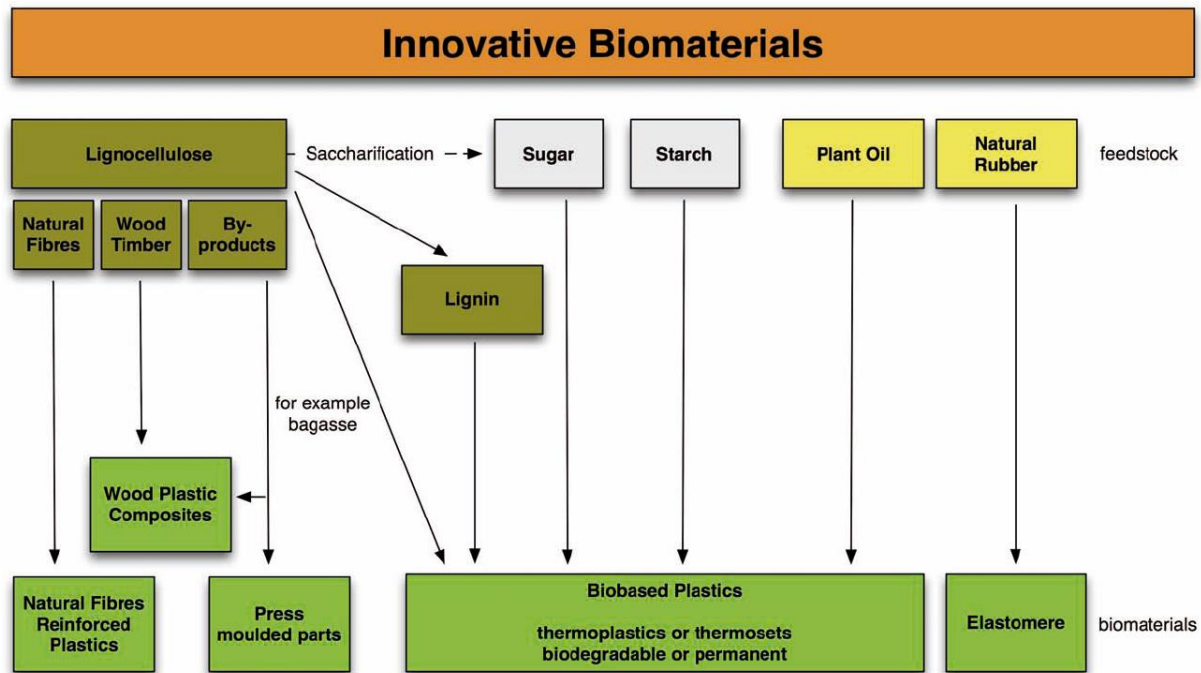 Innovative Biomaterials
Lignocellulose
Saccharification
Sugar
Starch
Plant Oil
Natural
Rubber
feedstock
Natural
Fibres
Wood
Timber
By-
products
Lignin
for example
bagasse
Wood Plastic
Composites
Natural Fibres
Reinforced
Plastics
Press
moulded parts
Biobased Plastics
thermoplastics or thermosets
biodegradable or permanent
Elastomere
biomaterials